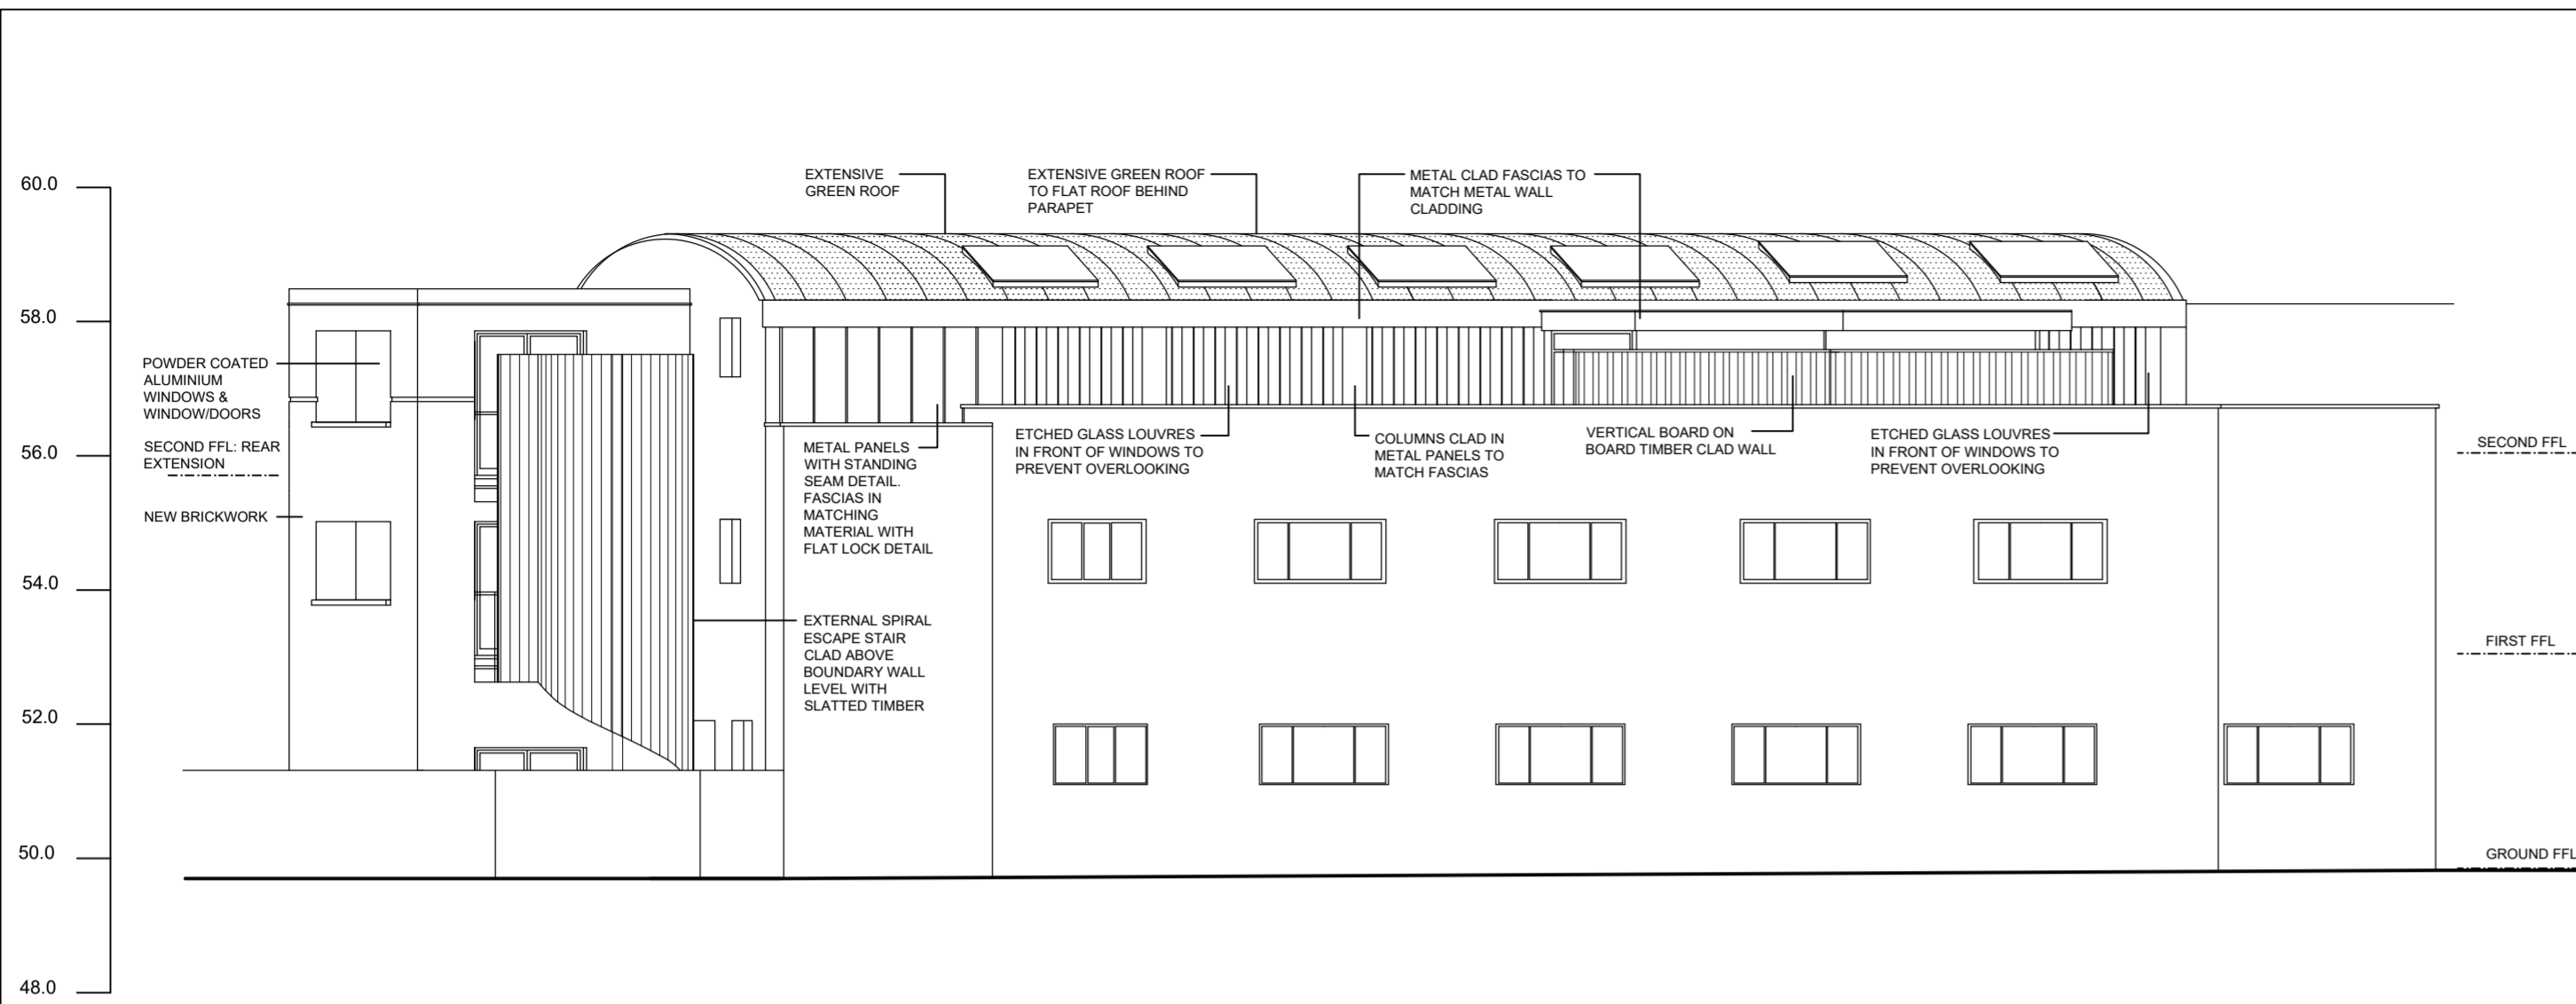 60.0
58.0
56.0
54.0
52.0
50.0
48.0
EXTENSIVE
GREEN ROOF
EXTENSIVE GREEN ROOF
TO FLAT ROOF BEHIND
PARAPET
METAL CLAD FASCIAS TO
MATCH METAL WALL
CLADDING
POWDER COATED
ALUMINIUM
WINDOWS &
WINDOW/DOORS
SECOND FFL: REAR
EXTENSION
NEW BRICKWORK
METAL PANELS
WITH STANDING
SEAM DETAIL.
FASCIAS IN
MATCHING
MATERIAL WITH
FLAT LOCK DETAIL
EXTERNAL SPIRAL
ESCAPE STAIR
CLAD ABOVE
BOUNDARY WALL
LEVEL WITH
SLATTED TIMBER
ETCHED GLASS LOUVRES
IN FRONT OF WINDOWS TO
PREVENT OVERLOOKING
COLUMNS CLAD IN
METAL PANELS TO
MATCH FASCIAS
VERTICAL BOARD ON
BOARD TIMBER CLAD WALL
ETCHED GLASS LOUVRES
IN FRONT OF WINDOWS TO
PREVENT OVERLOOKING
SECOND FFL
FIRST FFL
GROUND FFL